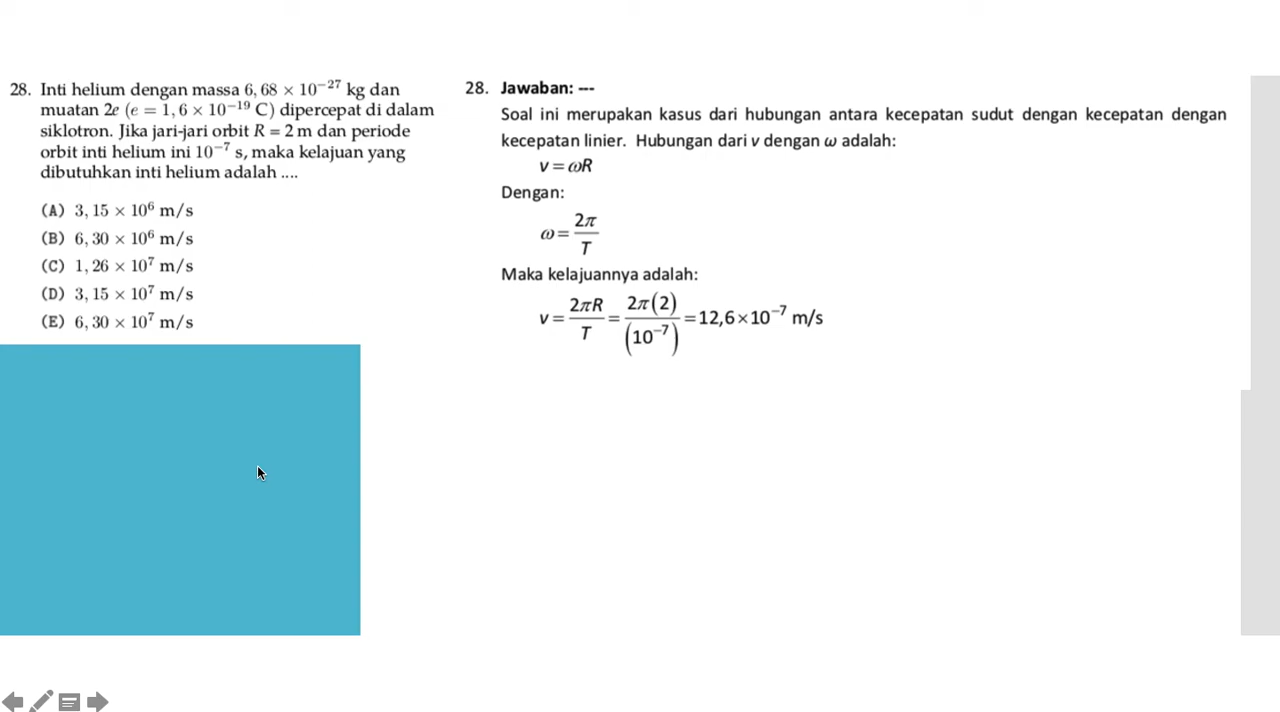 28. Inti helium dengan massa 6, 68 × 10⁻²⁷ kg dan
muatan 2e (e = 1, 6 × 10⁻¹⁹ C) dipercepat di dalam
siklotron. Jika jari-jari orbit R = 2 m dan periode
orbit inti helium ini 10⁻⁷ s, maka kelajuan yang
dibutuhkan inti helium adalah ....
(A) 3, 15 × 10⁶ m/s
(B) 6, 30 × 10⁶ m/s
(C) 1, 26 × 10⁷ m/s
(D) 3, 15 × 10⁷ m/s
(E) 6, 30 × 10⁷ m/s
28. Jawaban: ---
Soal ini merupakan kasus dari hubungan antara kecepatan sudut dengan kecepatan dengan
kecepatan linier. Hubungan dari v dengan ω adalah:
v = ωR
Dengan:
ω = 2π/T
Maka kelajuannya adalah:
v = 2πR/T = 2π(2)/(10⁻⁷) = 12,6 × 10⁻⁷ m/s